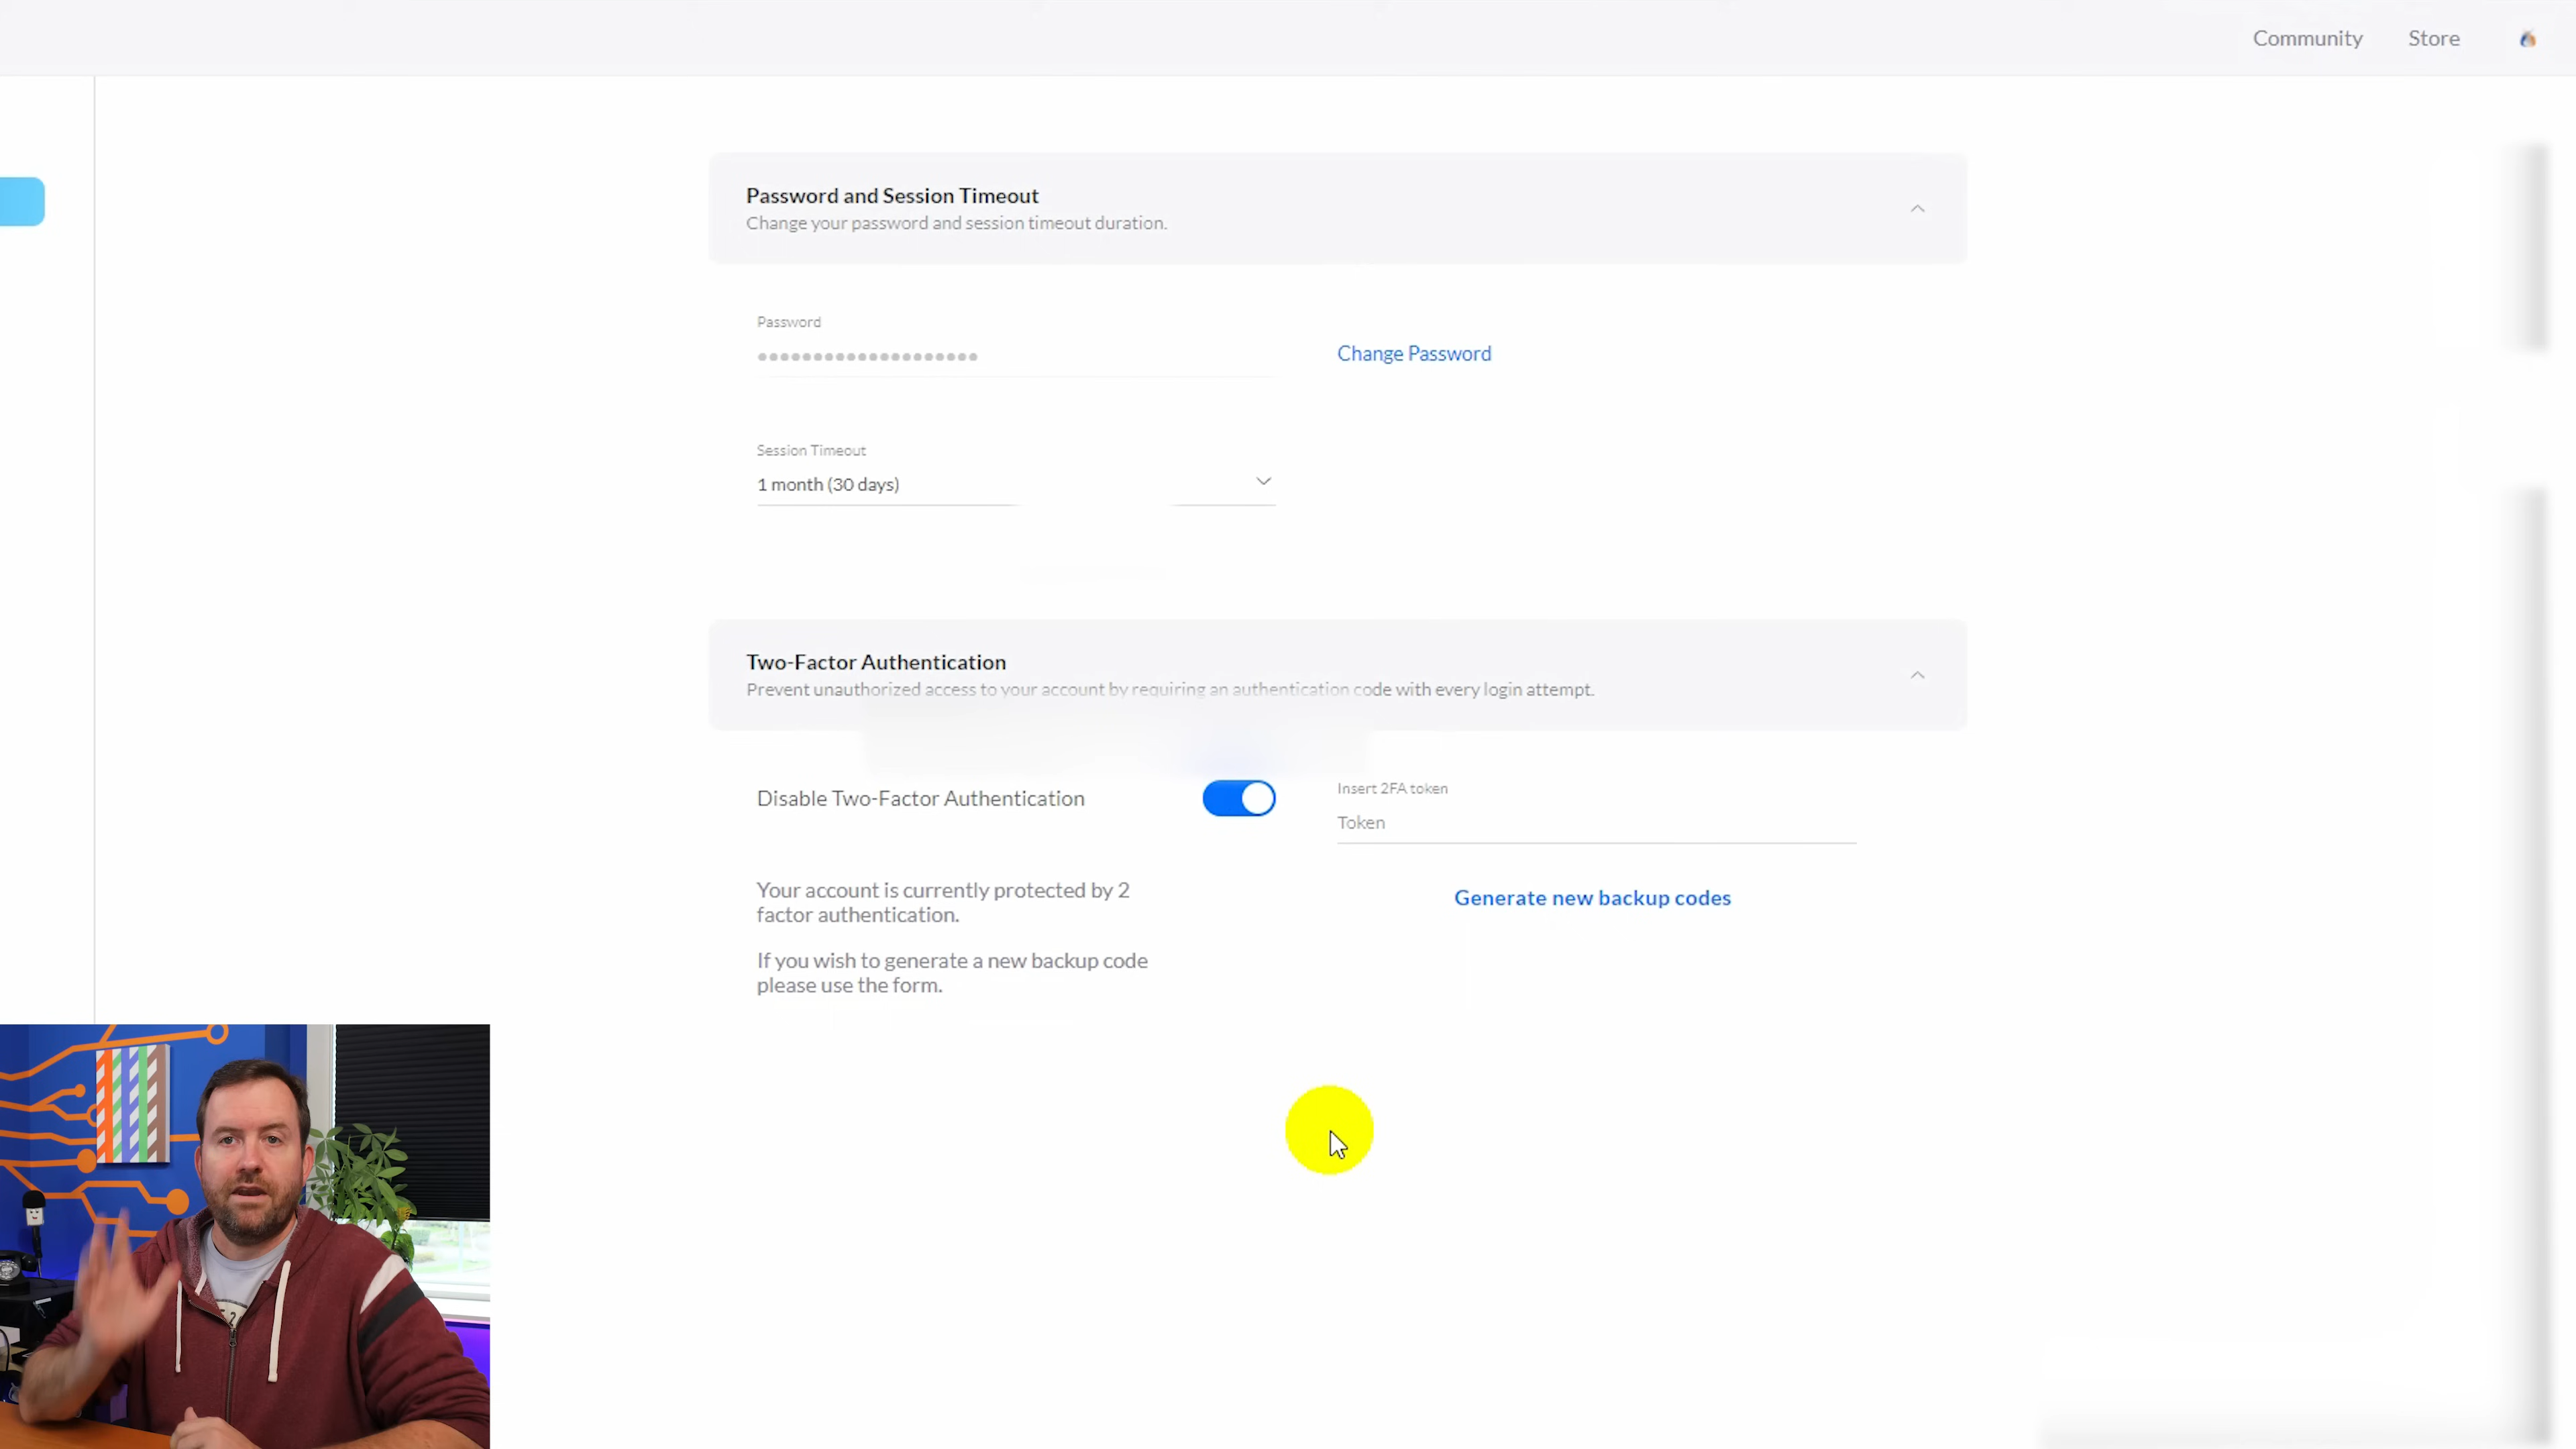 Community Store
Password and Session Timeout
Change your password and session timeout duration.
Password
Change Password
Session Timeout
1 month (30 days)
Two-Factor Authentication
Prevent unauthorized access to your account by requiring an authentication code with every login attempt.
Disable Two-Factor Authentication
Insert 2FA token
Token
Your account is currently protected by 2
factor authentication.
Generate new backup codes
If you wish to generate a new backup code
please use the form.